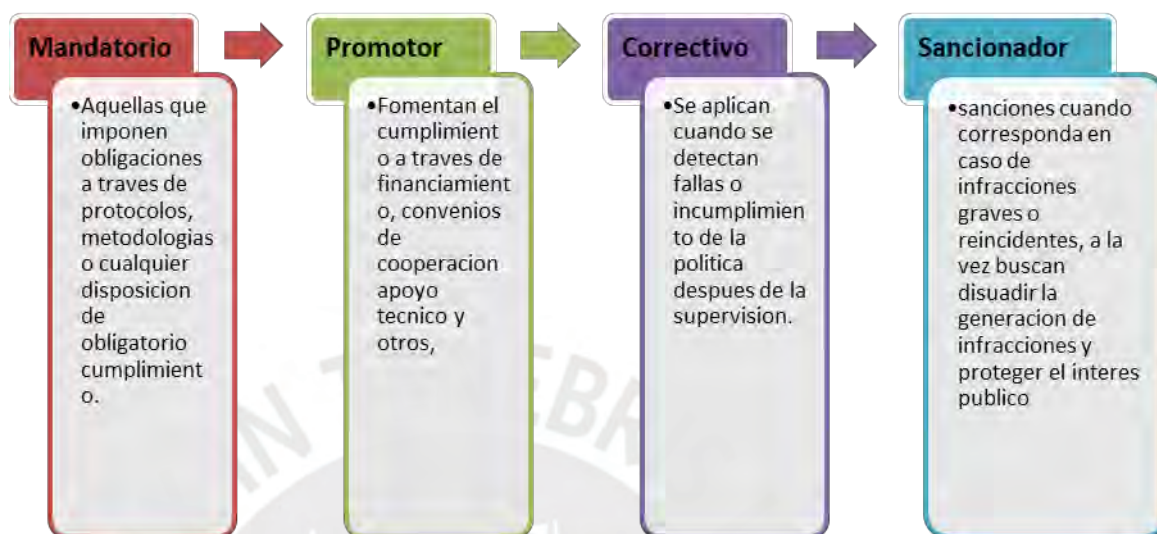 Mandatorio
•Aquellas que
imponen
obligaciones
a traves de
protocolos,
metodologias
o cualquier
disposicion
de
obligatorio
cumplimient
o.
Promotor
•Fomentan el
cumplimient
o a traves de
financiamient
o, convenios
de
cooperacion
apoyo
tecnico y
otros,
Correctivo
•Se aplican
cuando se
detectan
fallas o
incumplimien
to de la
politica
despues de la
supervision.
Sancionador
•sanciones cuando
corresponda en
caso de
infracciones
graves o
reincidentes, a la
vez buscan
disuadir la
generacion de
infracciones y
proteger el interes
publico